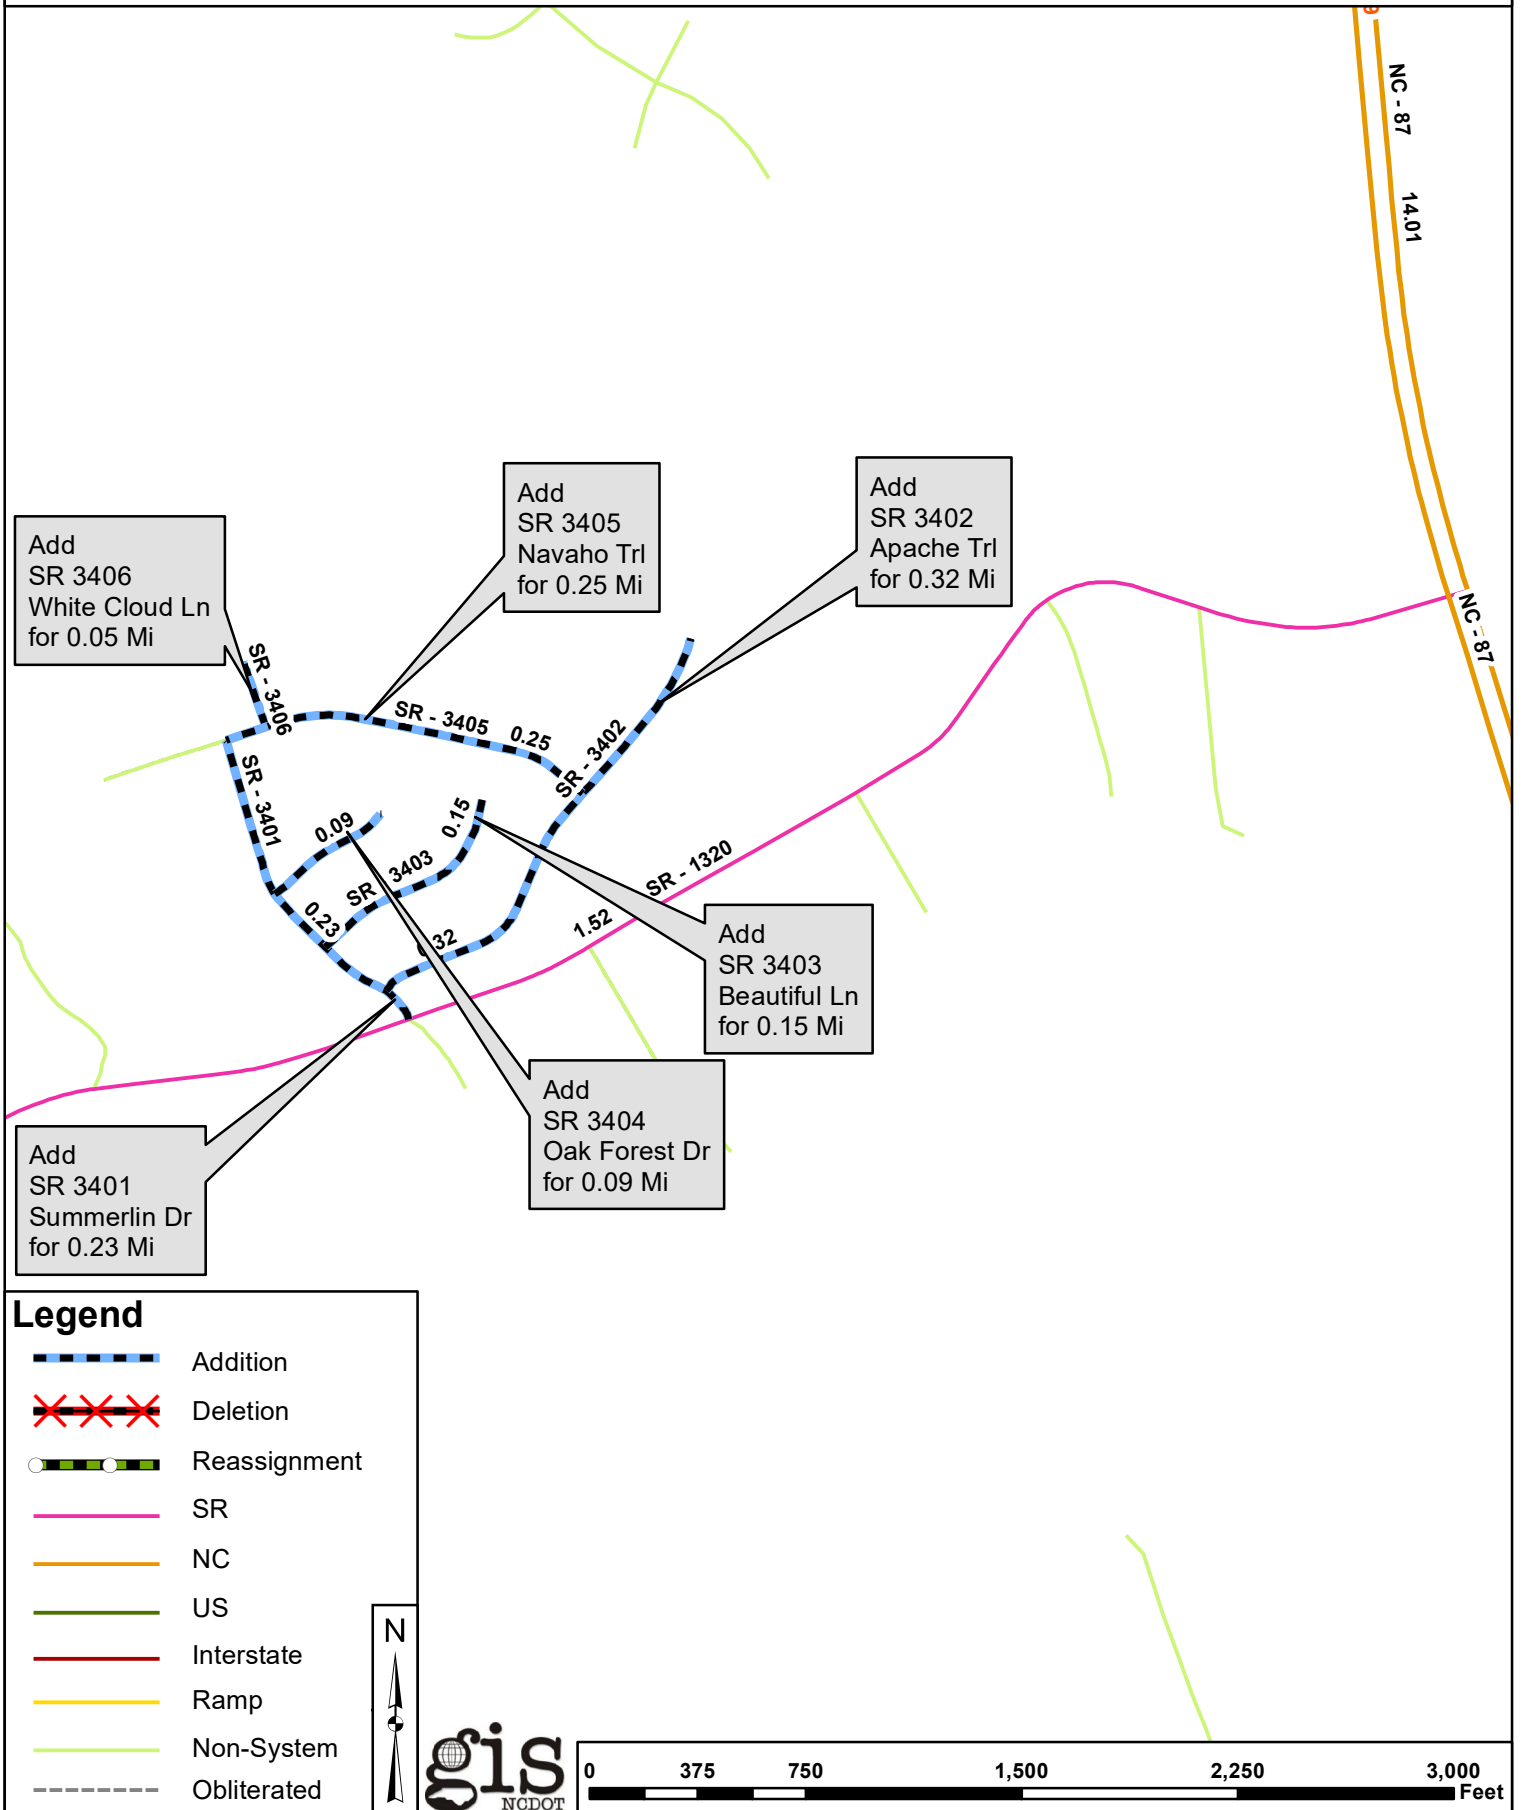 NC - 87
14.01
Add
SR 3405
Navaho Trl
for 0.25 Mi
Add
SR 3402
Apache Trl
for 0.32 Mi
Add
SR 3406
White Cloud Ln
for 0.05 Mi
NC - 87
SR - 3406
SR - 3405
0.25
SR - 3402
SR - 3401
0.09
0.15
SR 3403
SR - 1320
0.23
32
1.52
Add
SR 3403
Beautiful Ln
for 0.15 Mi
Add
SR 3404
Oak Forest Dr
for 0.09 Mi
Add
SR 3401
Summerlin Dr
for 0.23 Mi
Legend
Addition
Deletion
Reassignment
SR
NC
US
Interstate
Ramp
Non-System
Obliterated
N
gis
NCDOT
0 375 750 1,500 2,250 3,000
Feet